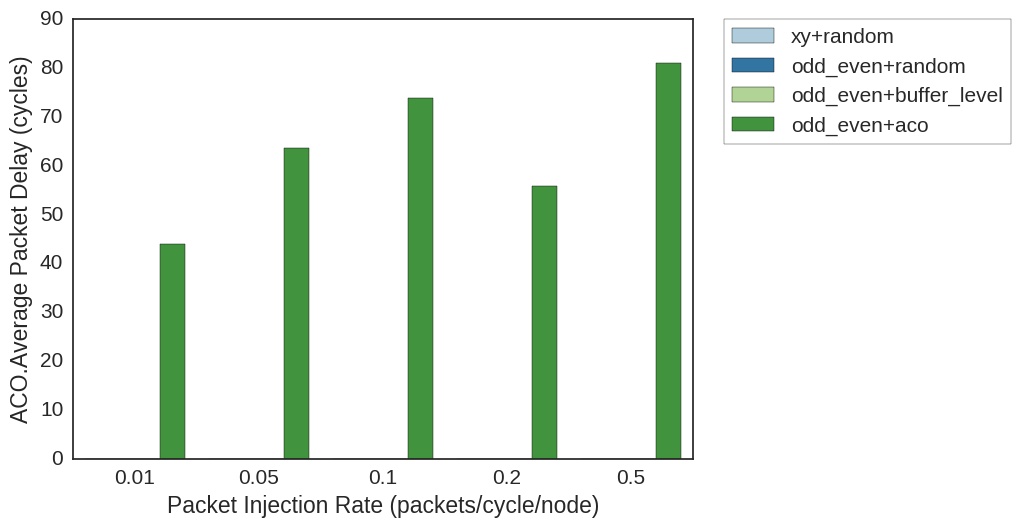 ACO.Average Packet Delay (cycles)
90
80
70
60
50
40
30
20
10
0
0.01 0.05 0.1 0.2 0.5
Packet Injection Rate (packets/cycle/node)
xy+random
odd_even+random
odd_even+buffer_level
odd_even+aco